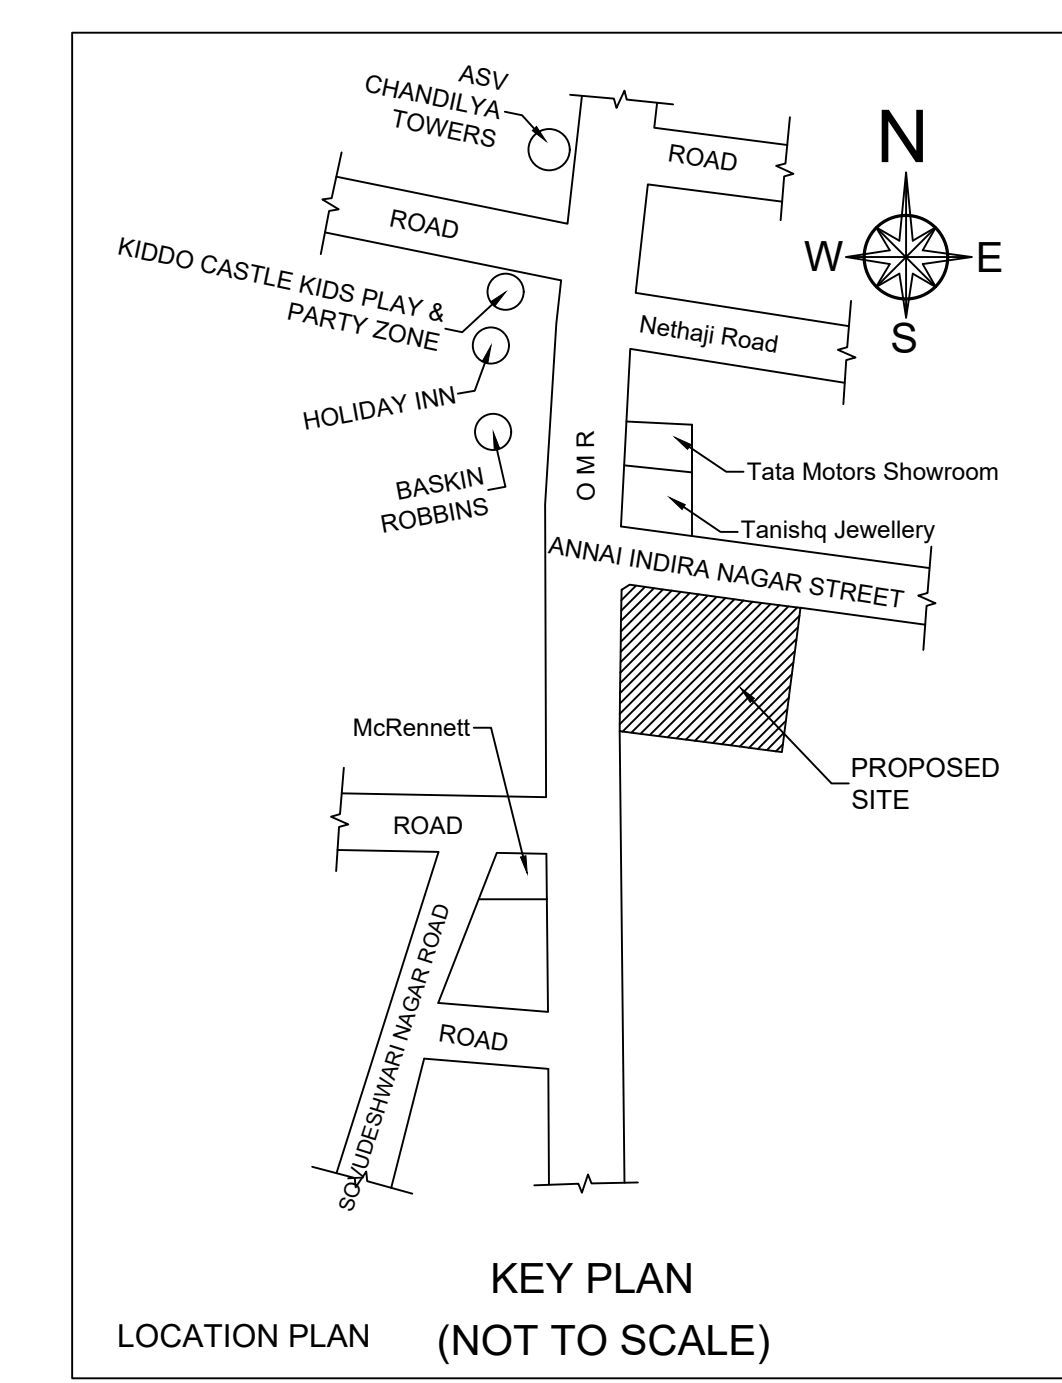 ASV
CHANDILYA
TOWERS
ROAD
N
ROAD
W
E
S
KIDDO CASTLE KIDS PLAY &
PARTY ZONE
Nethaji Road
HOLIDAY INN
OMR
BASKIN
ROBBINS
Tata Motors Showroom
Tanishq Jewellery
ANNAI INDIRA NAGAR STREET
McRennett
PROPOSED
SITE
ROAD
SOVUDESHWARI NAGAR ROAD
ROAD
KEY PLAN
LOCATION PLAN
(NOT TO SCALE)